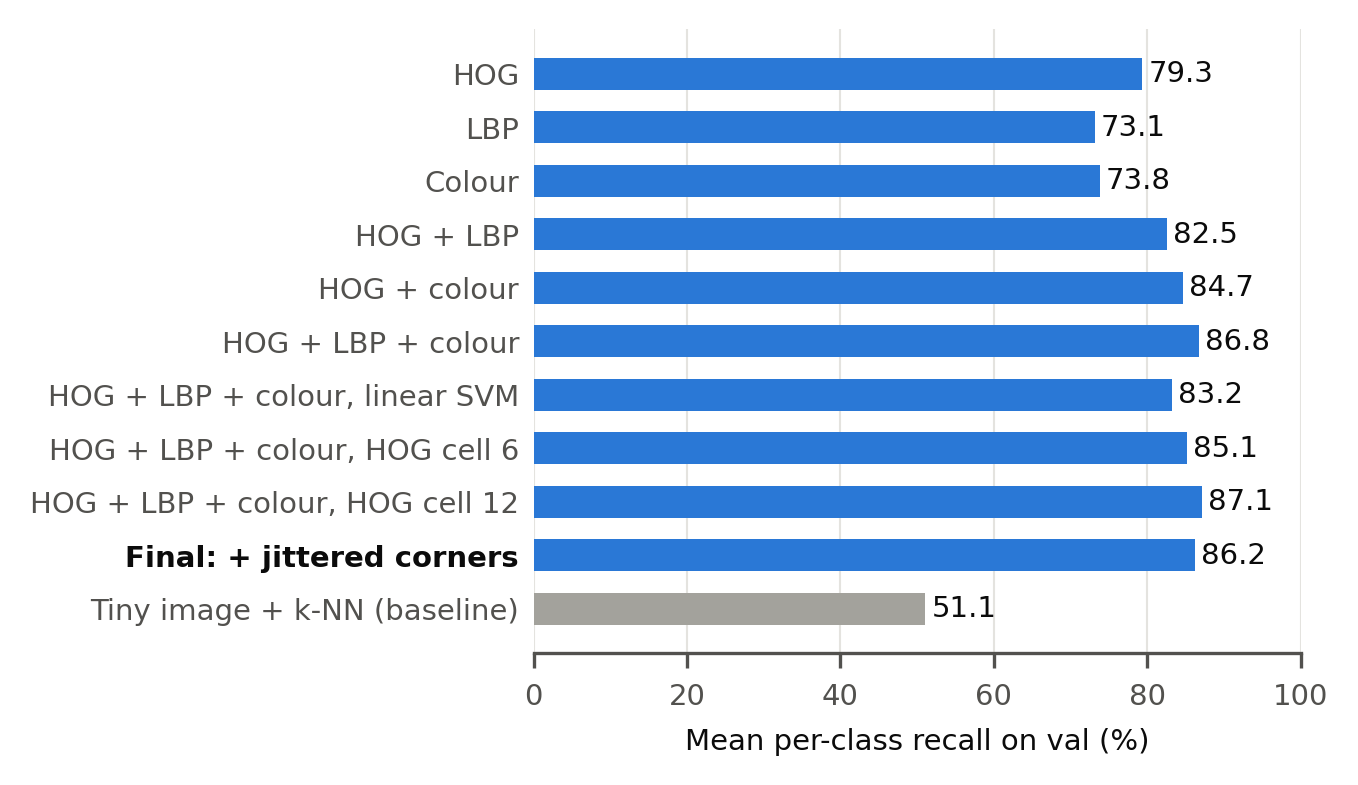 HOG 79.3
LBP 73.1
Colour 73.8
HOG + LBP 82.5
HOG + colour 84.7
HOG + LBP + colour 86.8
HOG + LBP + colour, linear SVM 83.2
HOG + LBP + colour, HOG cell 6 85.1
HOG + LBP + colour, HOG cell 12 87.1
Final: + jittered corners 86.2
Tiny image + k-NN (baseline) 51.1
0 20 40 60 80 100
Mean per-class recall on val (%)